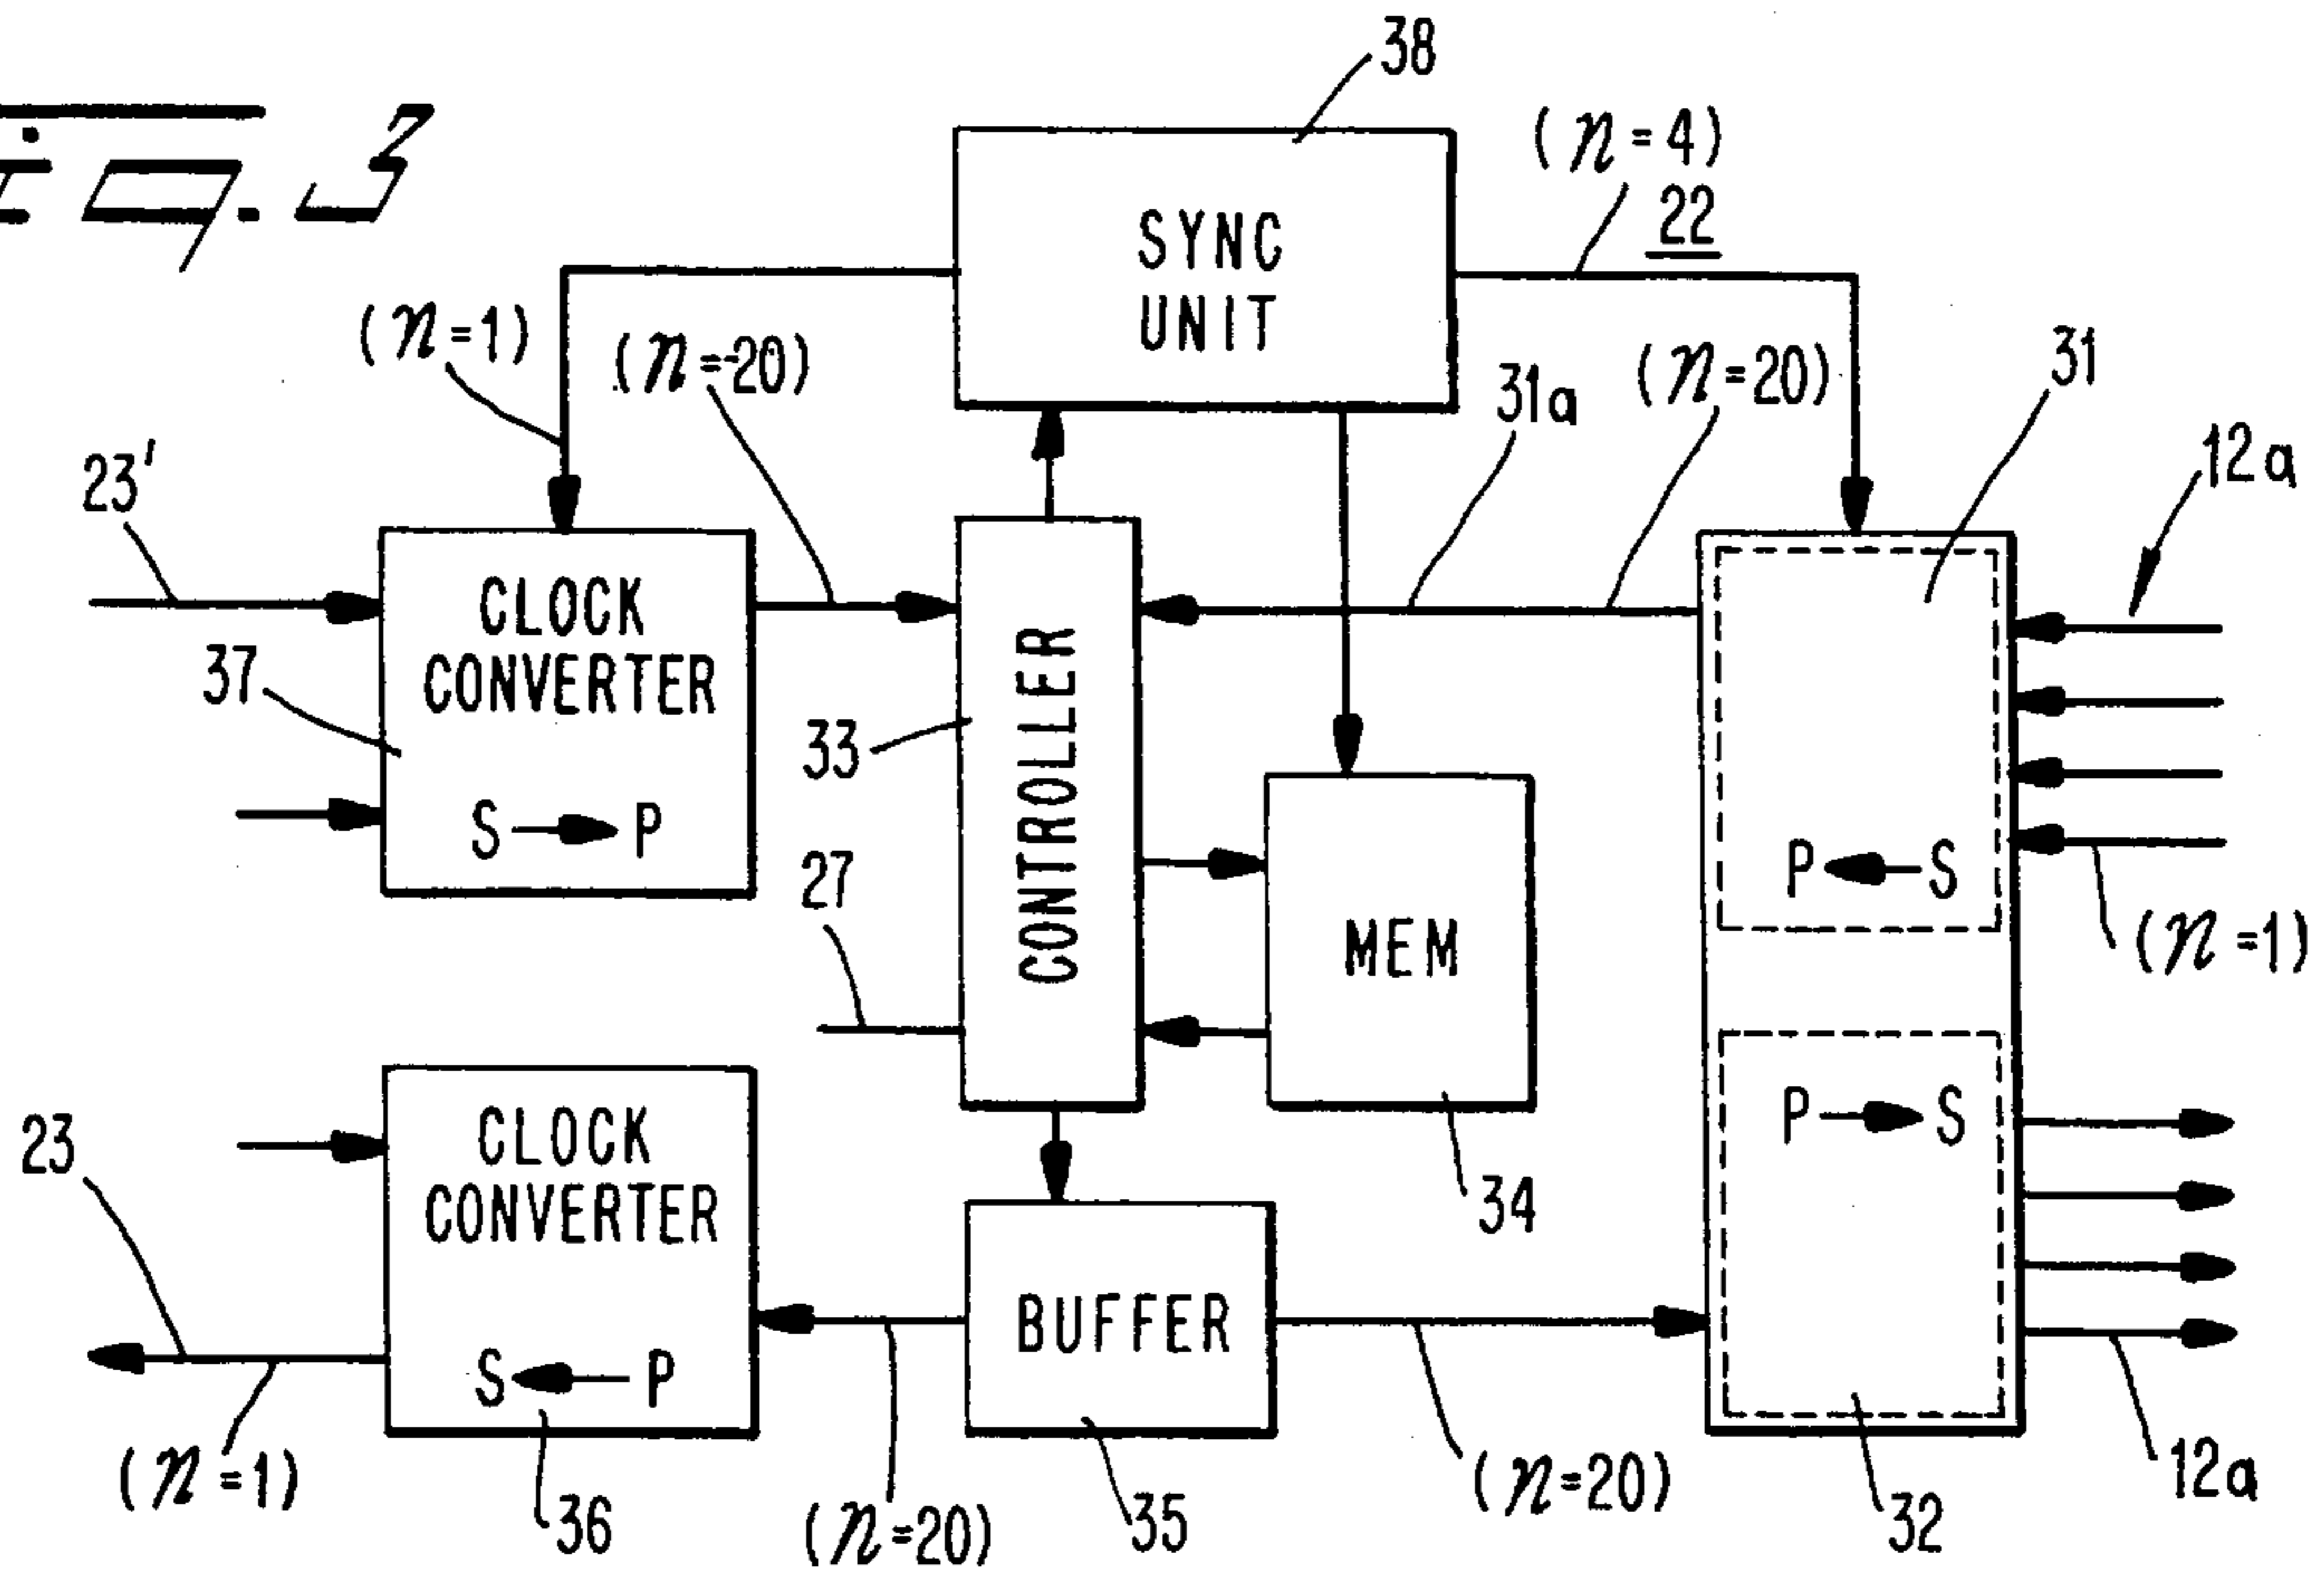 Fig. 3
38
(n=4)
22
SYNC
UNIT
(n=1)
(n=20)
31a
(n=20)
31
12a
23'
CLOCK
CONVERTER
37
S P
33
CONTROLLER
27
MEM
P S
(n=1)
23
CLOCK
CONVERTER
P S
34
BUFFER
S P
(n=1)
36
(n=20)
35
(n=20)
32
12a